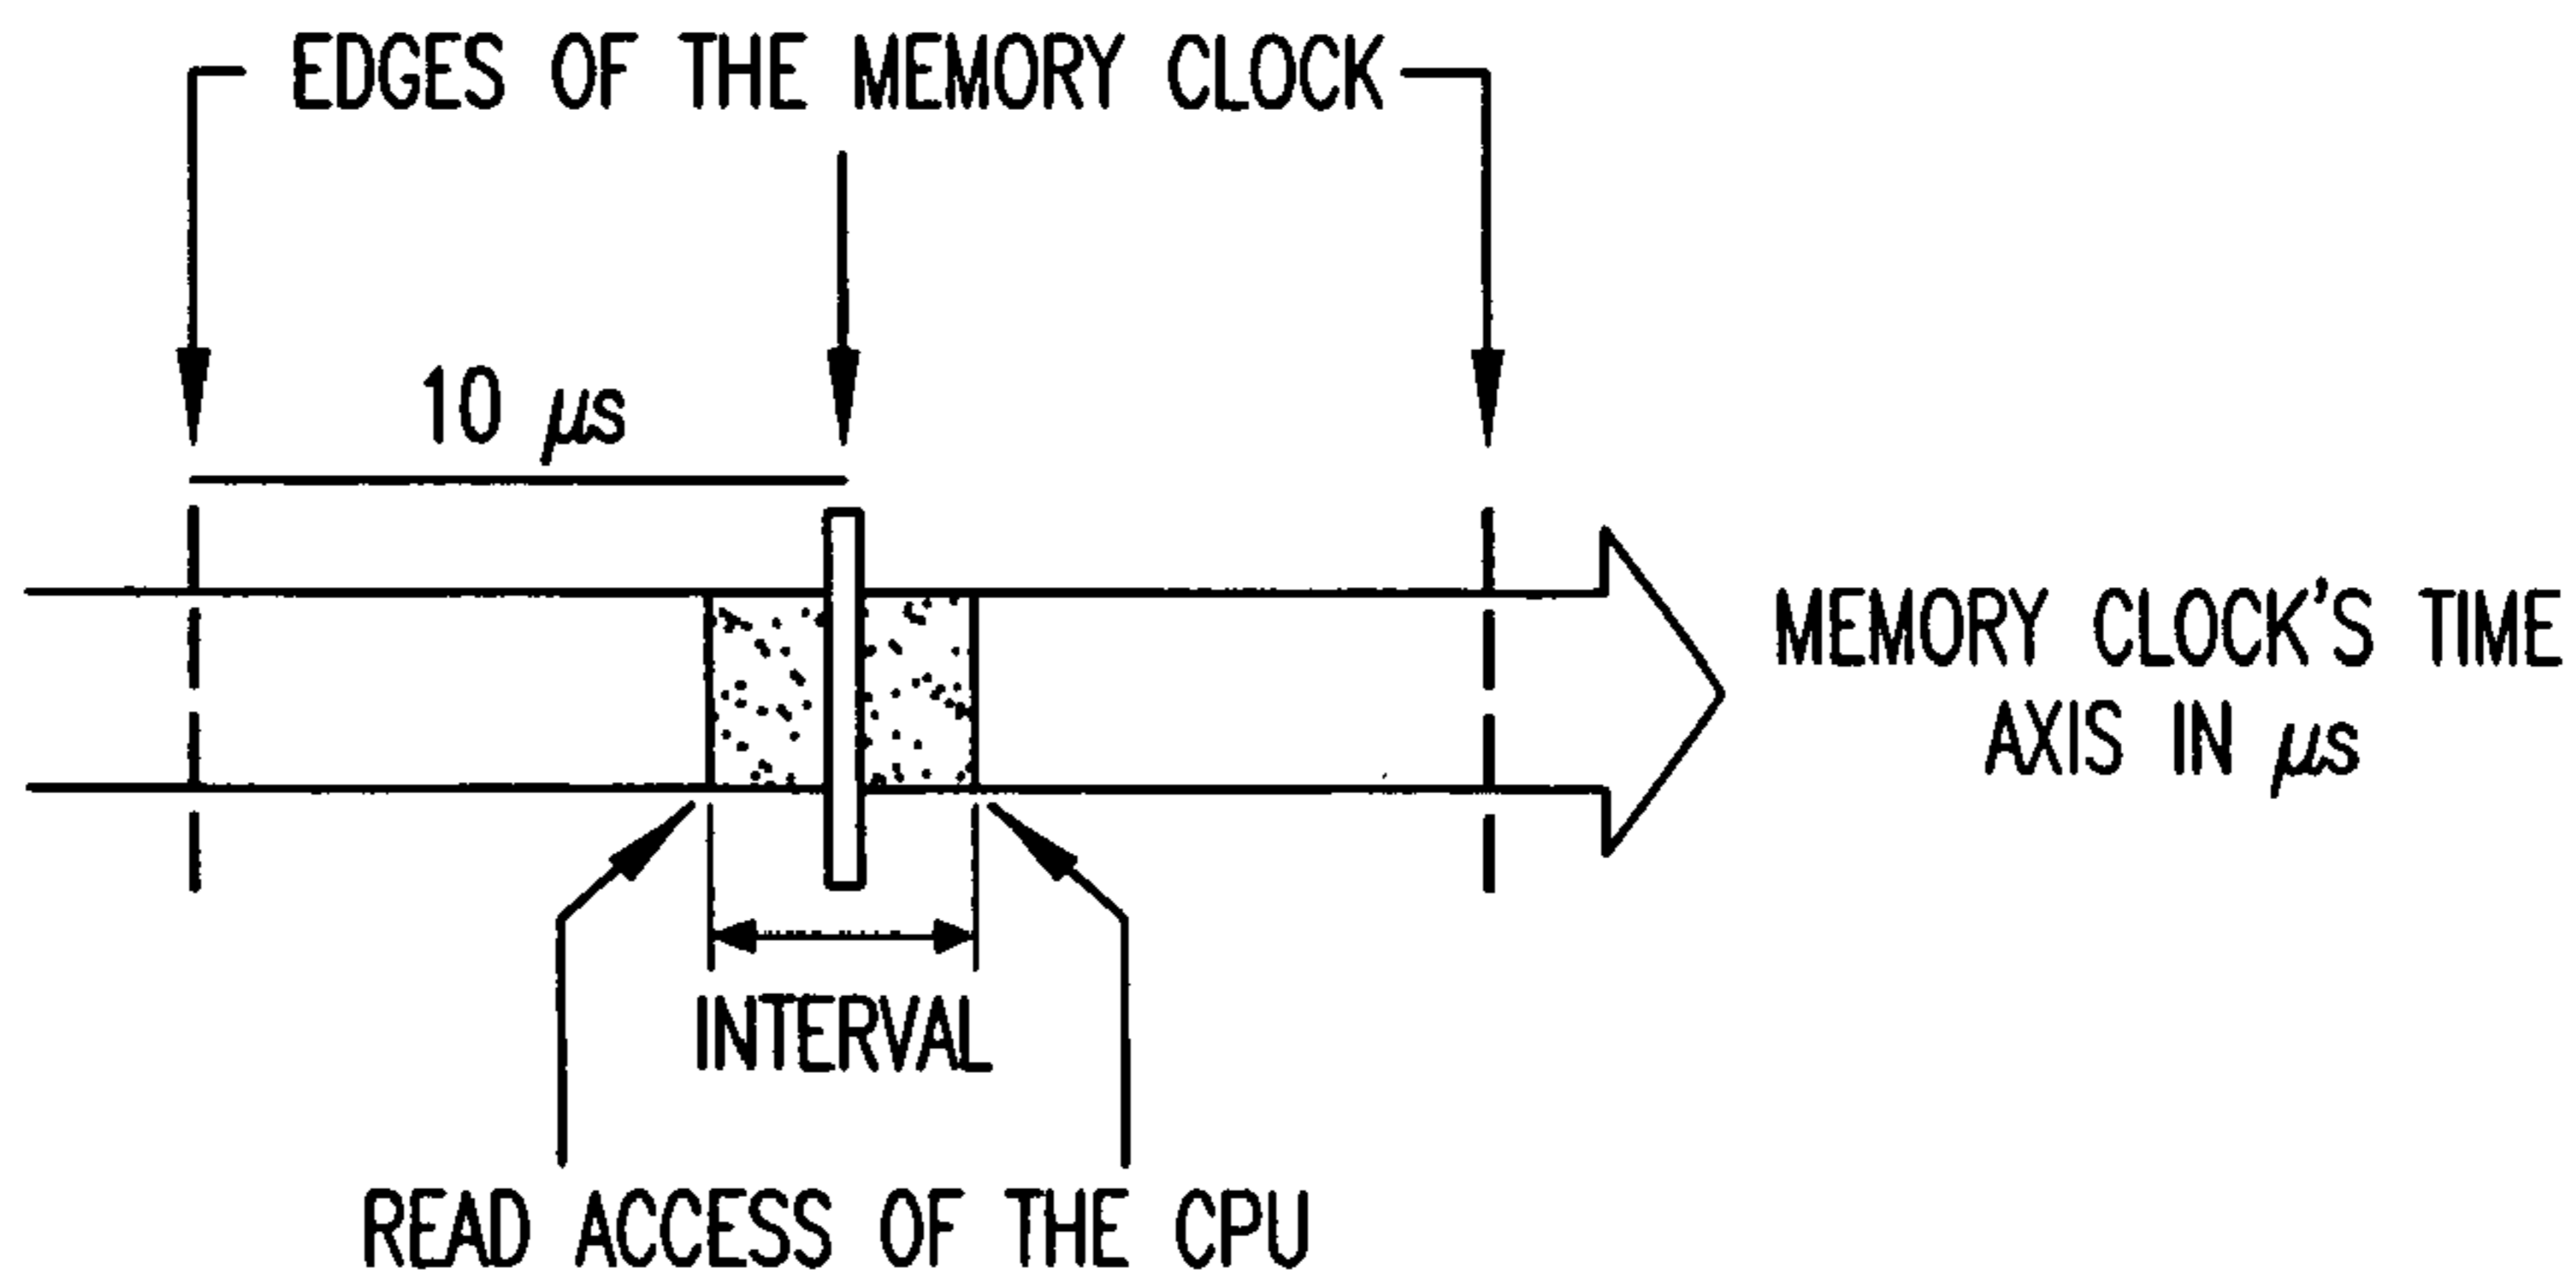 EDGES OF THE MEMORY CLOCK
10 μs
MEMORY CLOCK'S TIME
AXIS IN μs
INTERVAL
READ ACCESS OF THE CPU